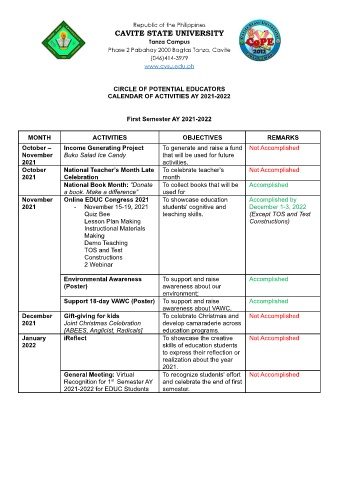 Republic of the Philippines
CAVITE STATE UNIVERSITY
Tanza Campus
Phase 2 Pabahay 2000 Bagtas Tanza, Cavite
(046)414-3979
www.cvsu.edu.ph
CIRCLE OF POTENTIAL EDUCATORS
CALENDAR OF ACTIVITIES AY 2021-2022
First Semester AY 2021-2022
MONTH ACTIVITIES OBJECTIVES REMARKS
October – November 2021
Income Generating Project
Buko Salad Ice Candy
To generate and raise a fund
that will be used for future
activities.
Not Accomplished
October
2021
National Teacher's Month Late
Celebration
To celebrate teacher's
month
Not Accomplished
National Book Month: "Donate
a book. Make a difference"
To collect books that will be
used for
Accomplished
November
2021
Online EDUC Congress 2021
- November 15-19, 2021
Quiz Bee
Lesson Plan Making
Instructional Materials
Making
Demo Teaching
TOS and Test
Constructions
2 Webinar
To showcase education
students' cognitive and
teaching skills.
Accomplished by
December 1-3, 2022
(Except TOS and Test
Constructions)
Environmental Awareness
(Poster)
To support and raise
awareness about our
environment.
Accomplished
Support 18-day VAWC (Poster)
To support and raise
awareness about VAWC.
Accomplished
December
2021
Gift-giving for kids
Joint Christmas Celebration
[ABEES, Anglicist, Radicals]
To celebrate Christmas and
develop camaraderie across
education programs.
Not Accomplished
January
2022
iReflect
To showcase the creative
skills of education students
to express their reflection or
realization about the year
2021.
Not Accomplished
General Meeting: Virtual
Recognition for 1st Semester AY
2021-2022 for EDUC Students
To recognize students' effort
and celebrate the end of first
semester.
Not Accomplished